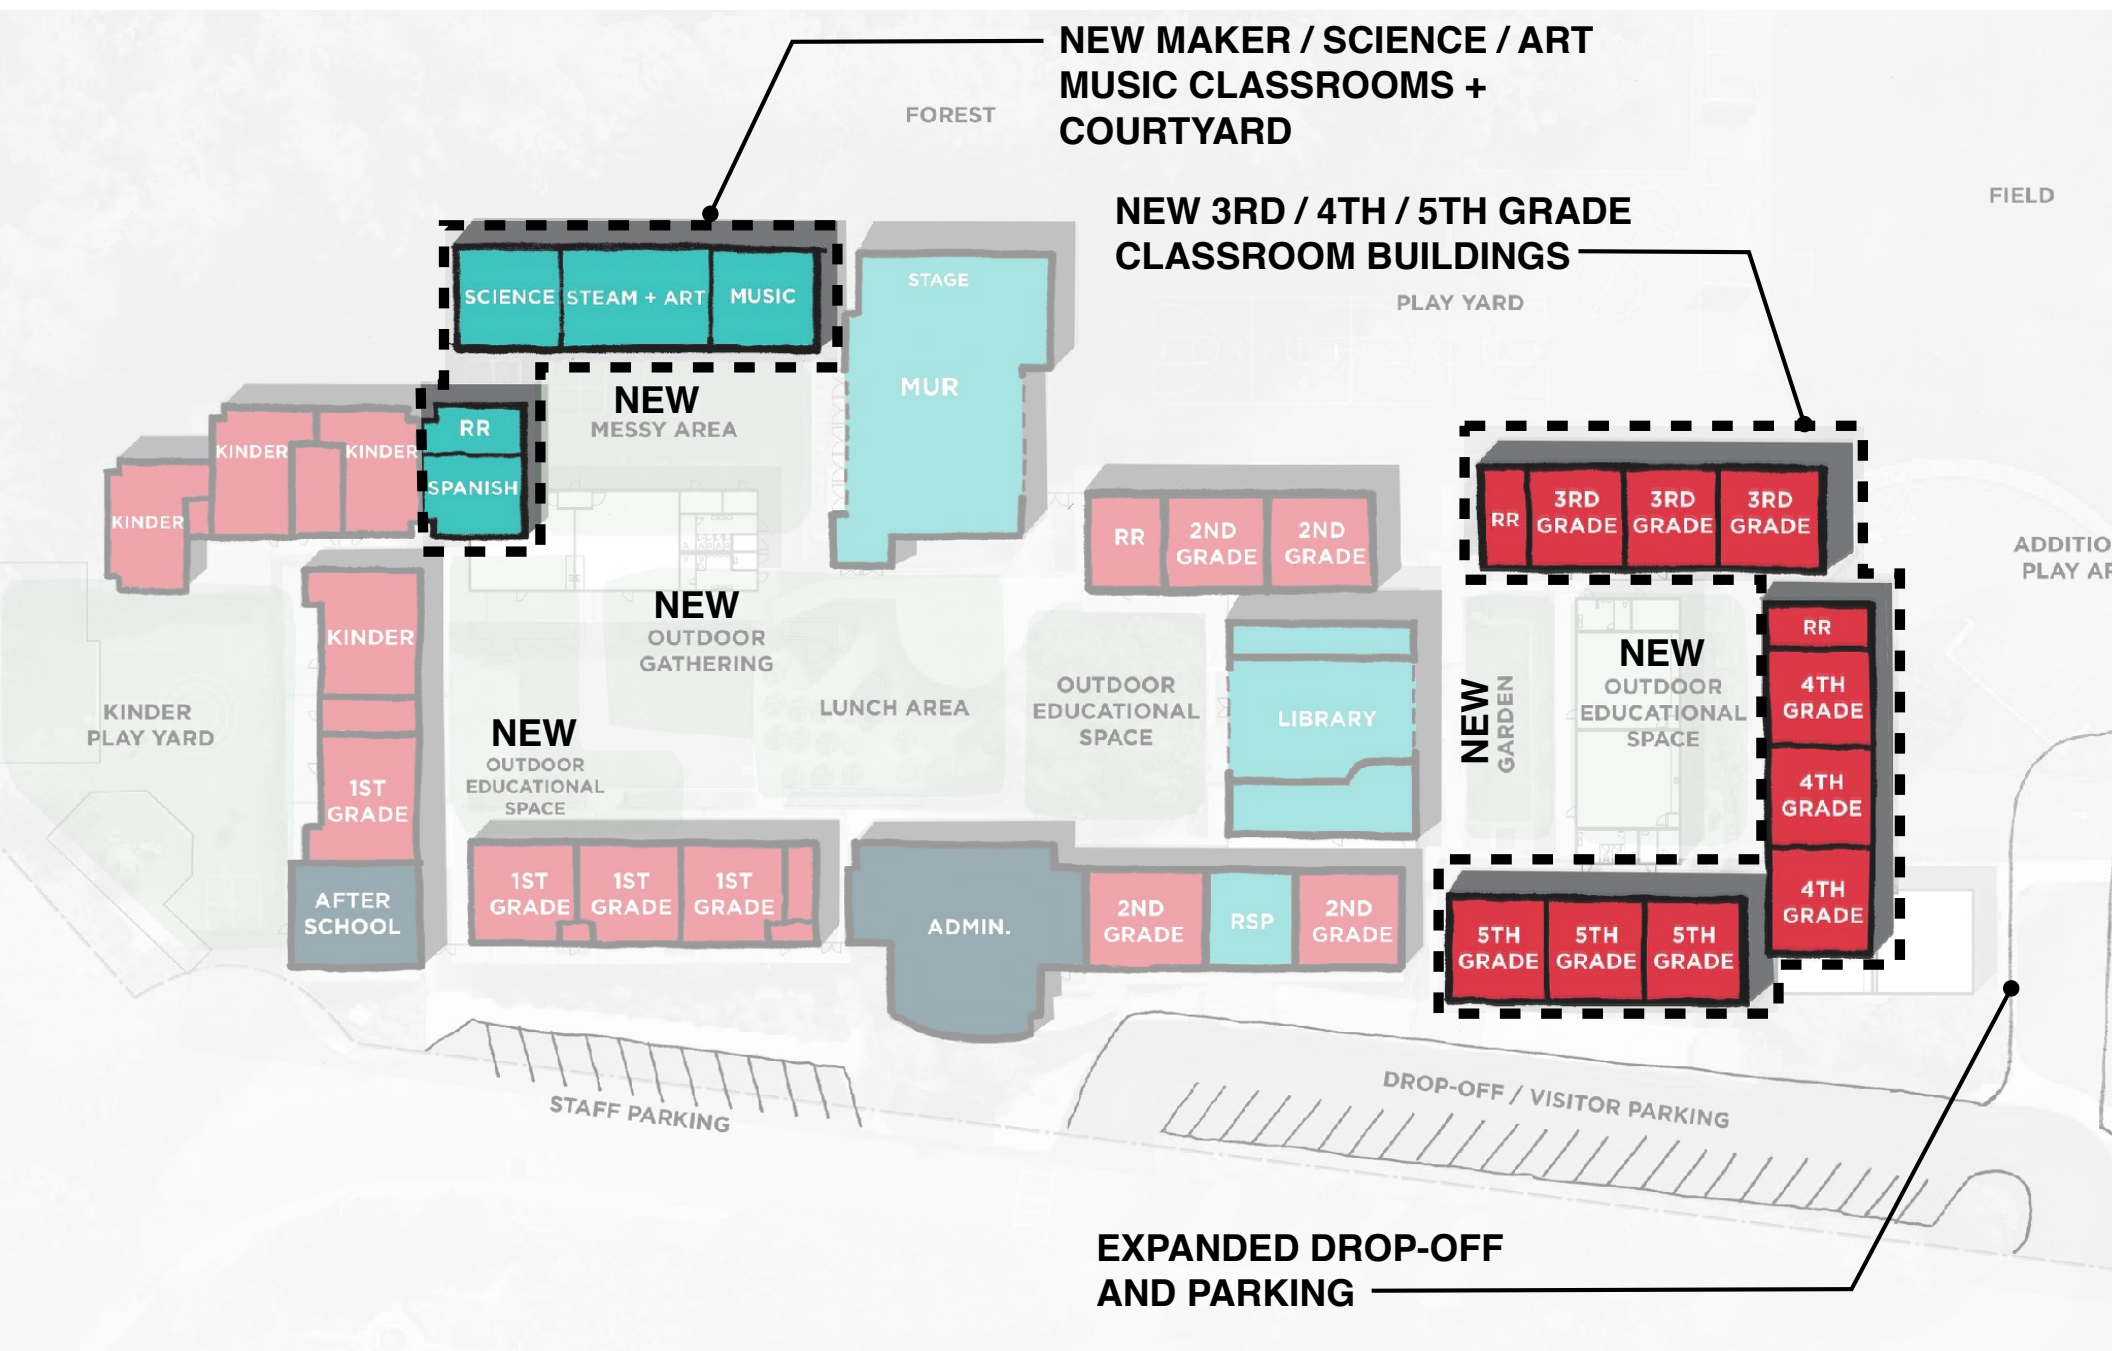 NEW MAKER / SCIENCE / ART
MUSIC CLASSROOMS +
COURTYARD
FOREST
NEW 3RD / 4TH / 5TH GRADE
CLASSROOM BUILDINGS
FIELD
PLAY YARD
SCIENCE
STEAM + ART
MUSIC
STAGE
MUR
NEW
MESSY AREA
RR
SPANISH
KINDER
KINDER
KINDER
RR
2ND
GRADE
2ND
GRADE
RR
3RD
GRADE
3RD
GRADE
3RD
GRADE
ADDITIO
PLAY AR
NEW
OUTDOOR
GATHERING
KINDER
KINDER
PLAY YARD
1ST
GRADE
AFTER
SCHOOL
NEW
OUTDOOR
EDUCATIONAL
SPACE
LUNCH AREA
OUTDOOR
EDUCATIONAL
SPACE
LIBRARY
NEW
GARDEN
NEW
OUTDOOR
EDUCATIONAL
SPACE
RR
4TH
GRADE
4TH
GRADE
4TH
GRADE
1ST
GRADE
1ST
GRADE
1ST
GRADE
ADMIN.
2ND
GRADE
RSP
2ND
GRADE
5TH
GRADE
5TH
GRADE
5TH
GRADE
STAFF PARKING
DROP-OFF / VISITOR PARKING
EXPANDED DROP-OFF
AND PARKING